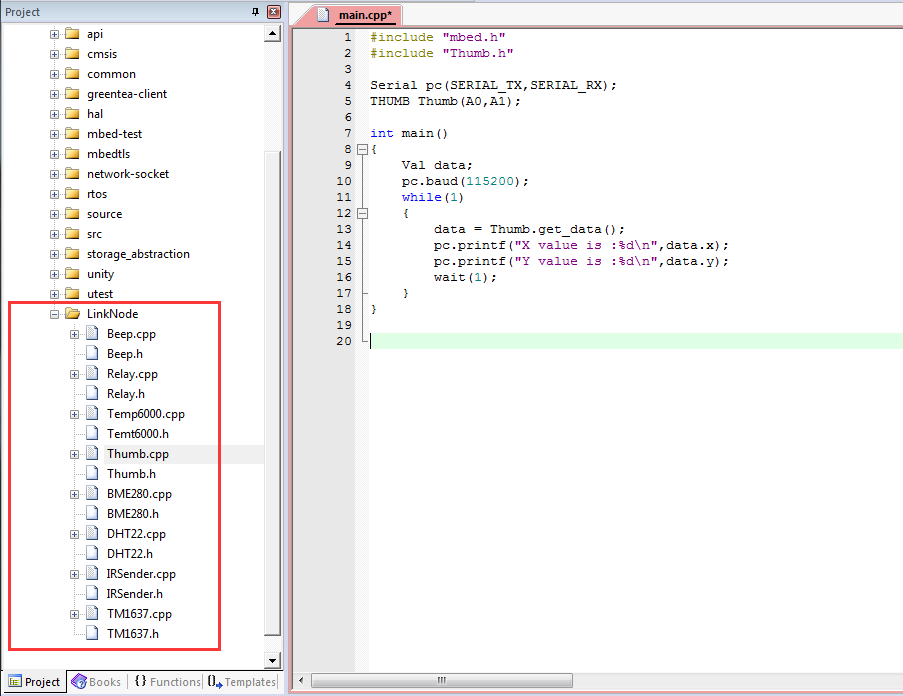 Project
api
cmsis
common
greentea-client
hal
mbed-test
mbedtls
network-socket
rtos
source
src
storage_abstraction
unity
utest
LinkNode
Beep.cpp
Beep.h
Relay.cpp
Relay.h
Temp6000.cpp
Temt6000.h
Thumb.cpp
Thumb.h
BME280.cpp
BME280.h
DHT22.cpp
DHT22.h
IRSender.cpp
IRSender.h
TM1637.cpp
TM1637.h
Project Books {} Functions 0 Templates
main.cpp*
1 #include "mbed.h"
2 #include "Thumb.h"
3
4 Serial pc(SERIAL_TX,SERIAL_RX);
5 THUMB Thumb(A0,A1);
6
7 int main()
8 {
9 Val data;
10 pc.baud(115200);
11 while(1)
12 {
13 data = Thumb.get_data();
14 pc.printf("X value is :%d\n",data.x);
15 pc.printf("Y value is :%d\n",data.y);
16 wait(1);
17 }
18 }
19
20